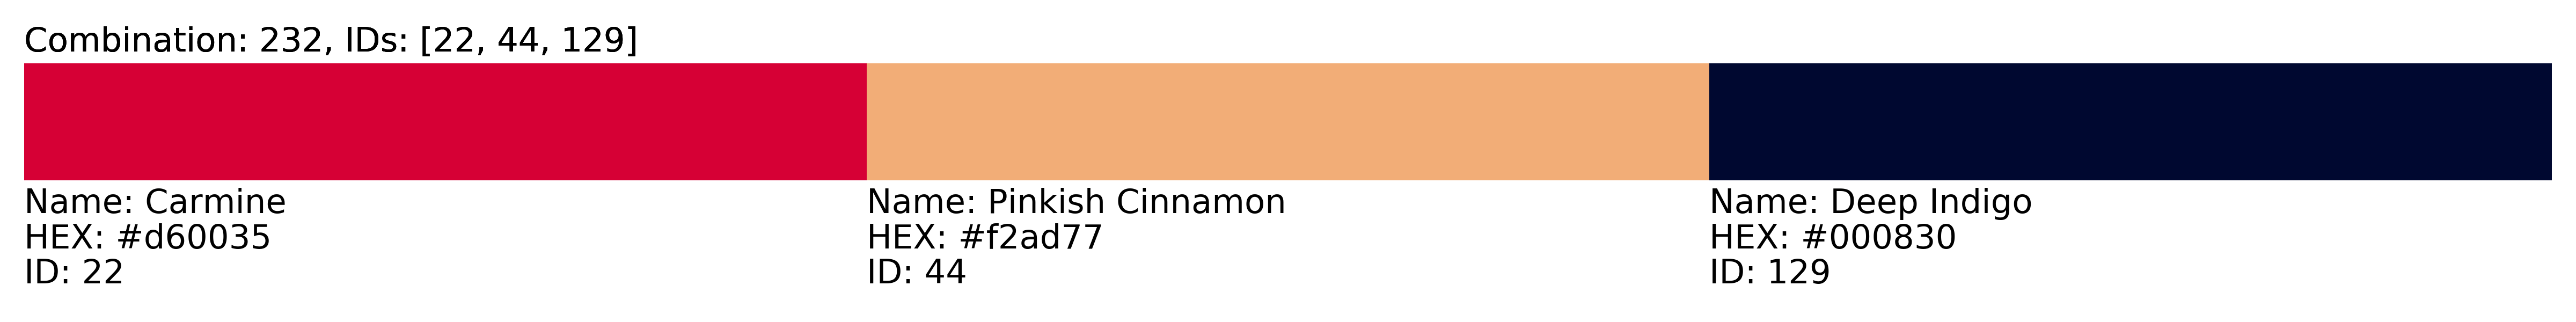 Combination: 232, IDs: [22, 44, 129]
Name: Carmine
HEX: #d60035
ID: 22
Name: Pinkish Cinnamon
HEX: #f2ad77
ID: 44
Name: Deep Indigo
HEX: #000830
ID: 129